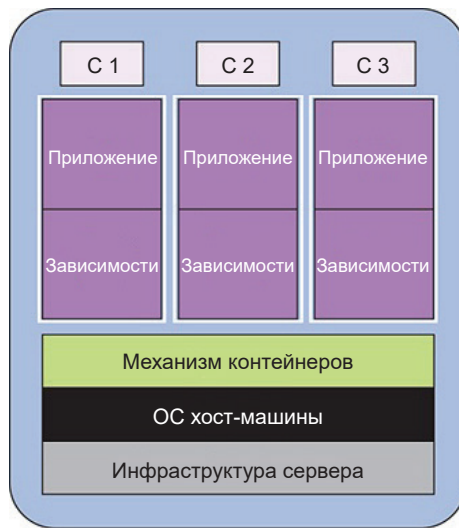 С 1 С 2 С 3
Приложение Приложение Приложение
Зависимости Зависимости Зависимости
Механизм контейнеров
ОС хост-машины
Инфраструктура сервера